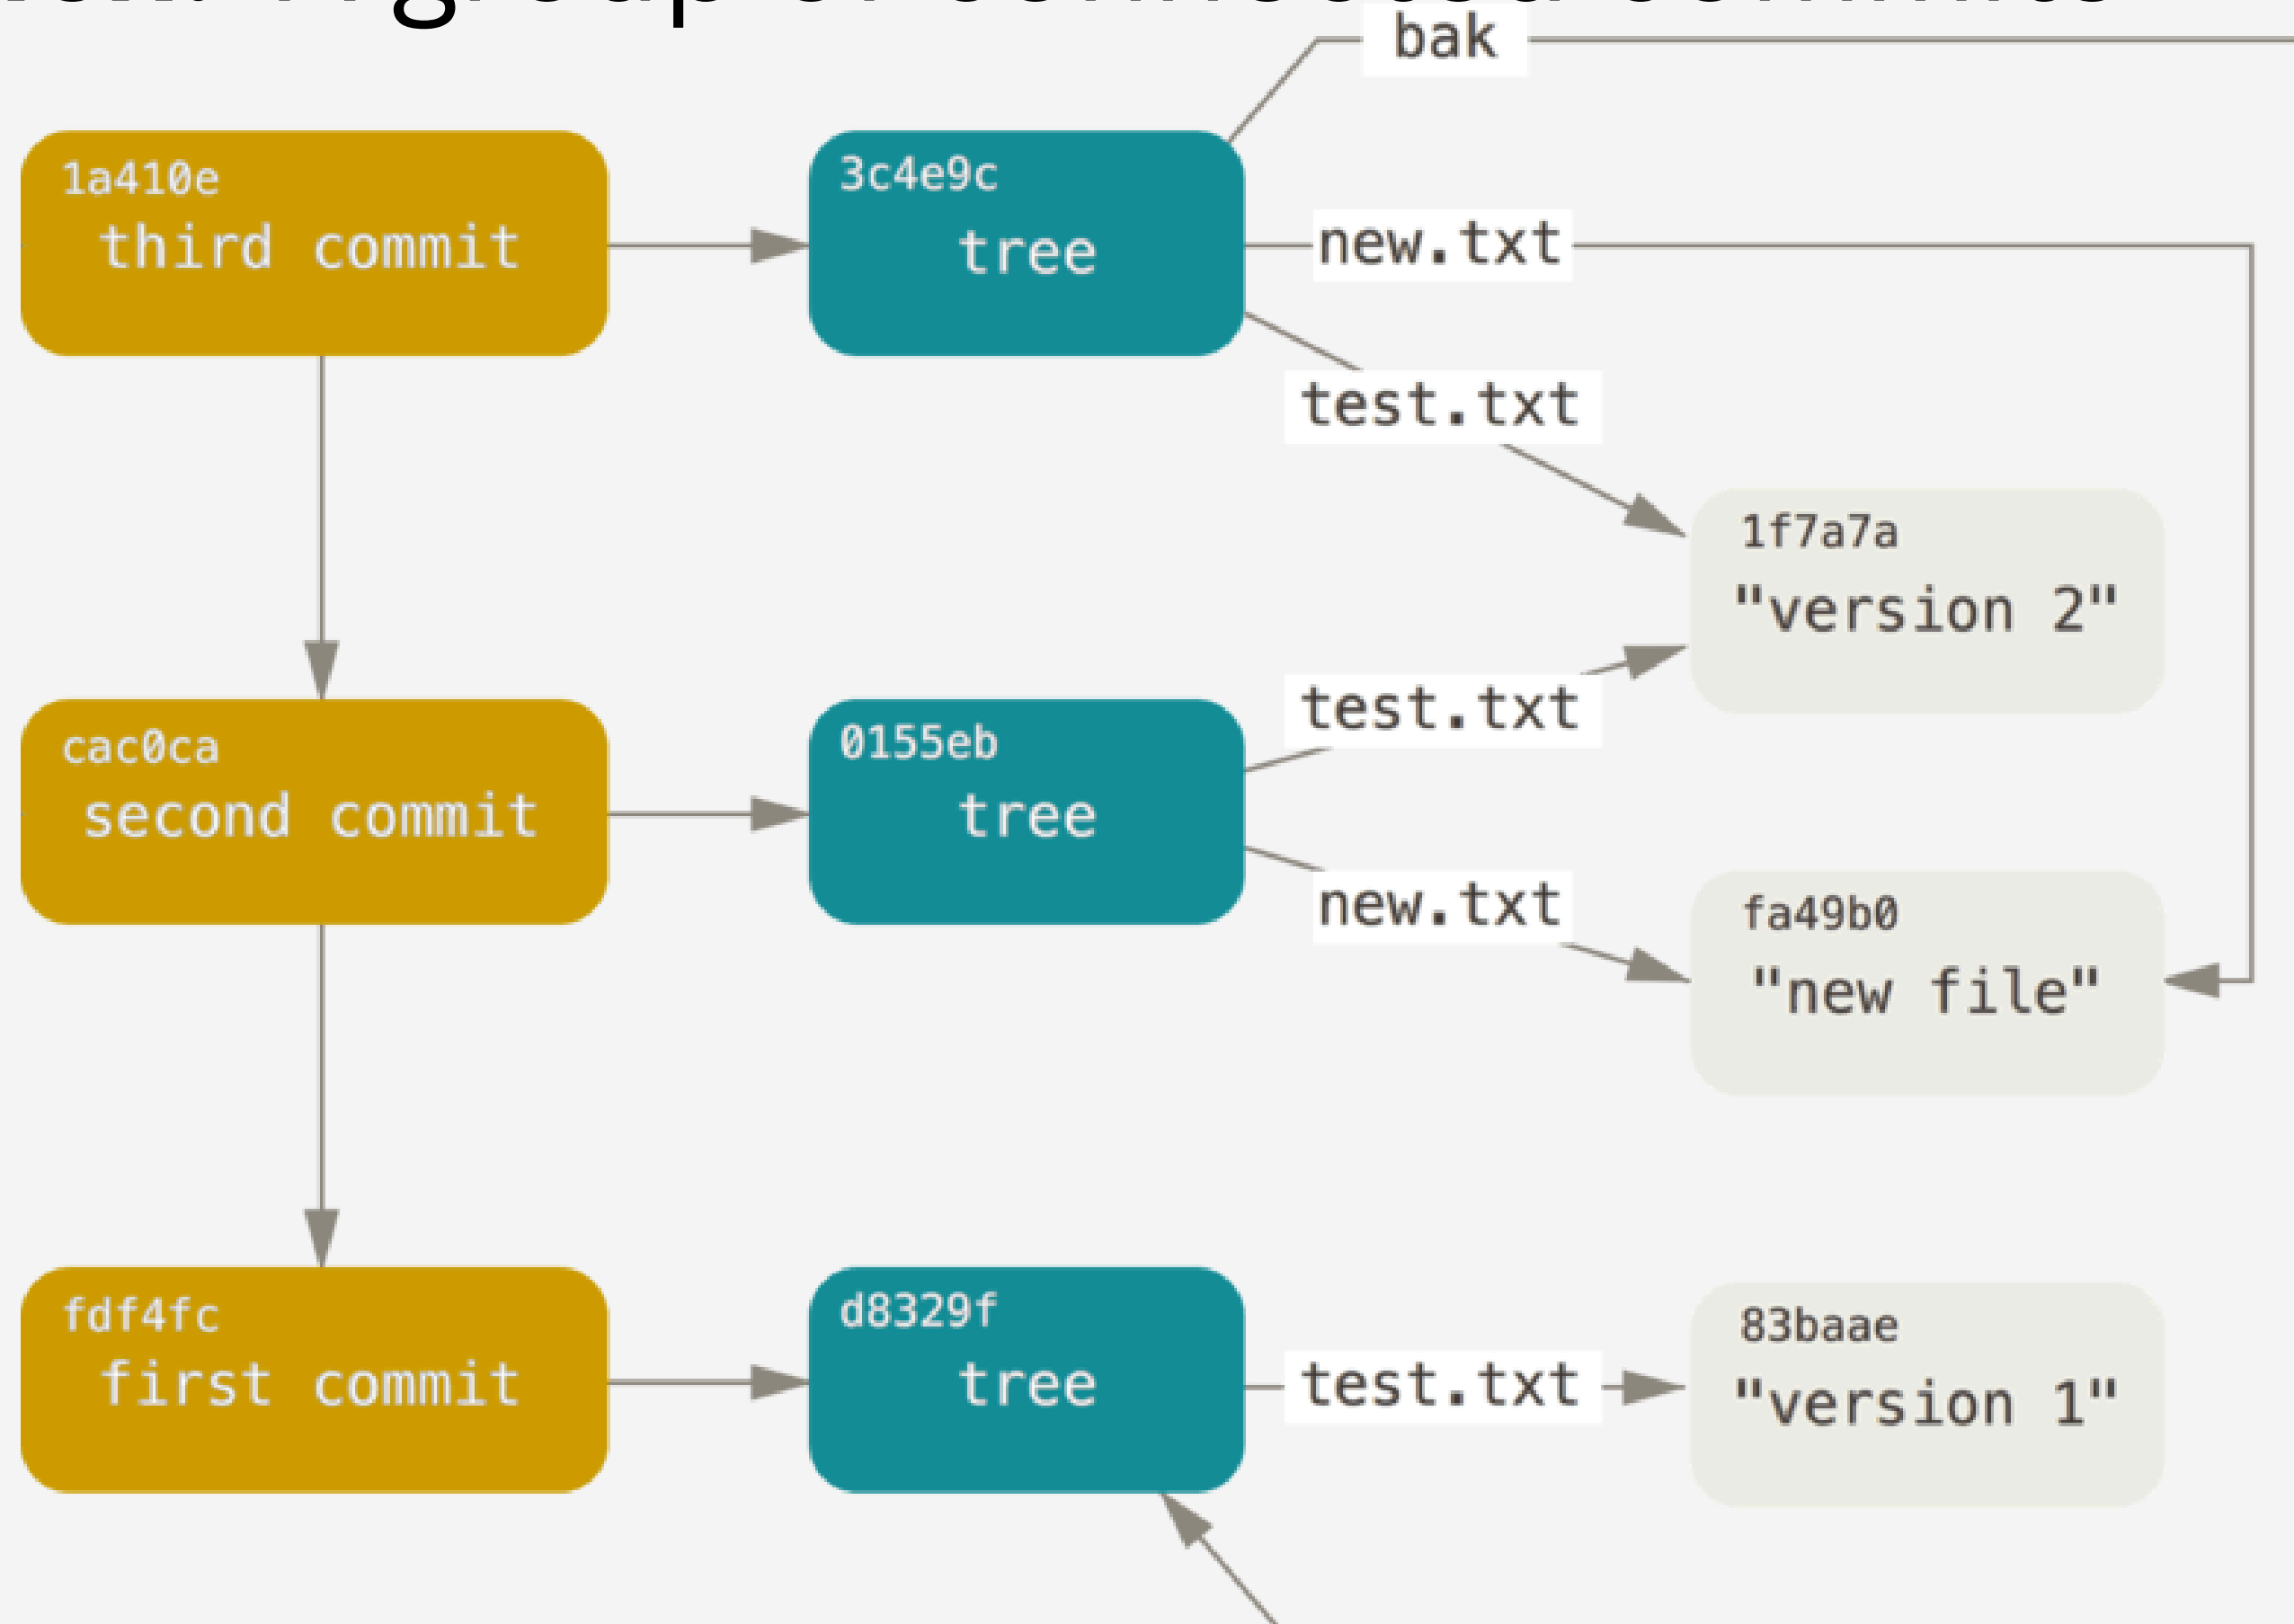 bak
1a410e
third commit
3c4e9c
tree
new.txt
test.txt
1f7a7a
"version 2"
cac0ca
second commit
0155eb
tree
test.txt
new.txt
fa49b0
"new file"
fdf4fc
first commit
d8329f
tree
test.txt
83baae
"version 1"